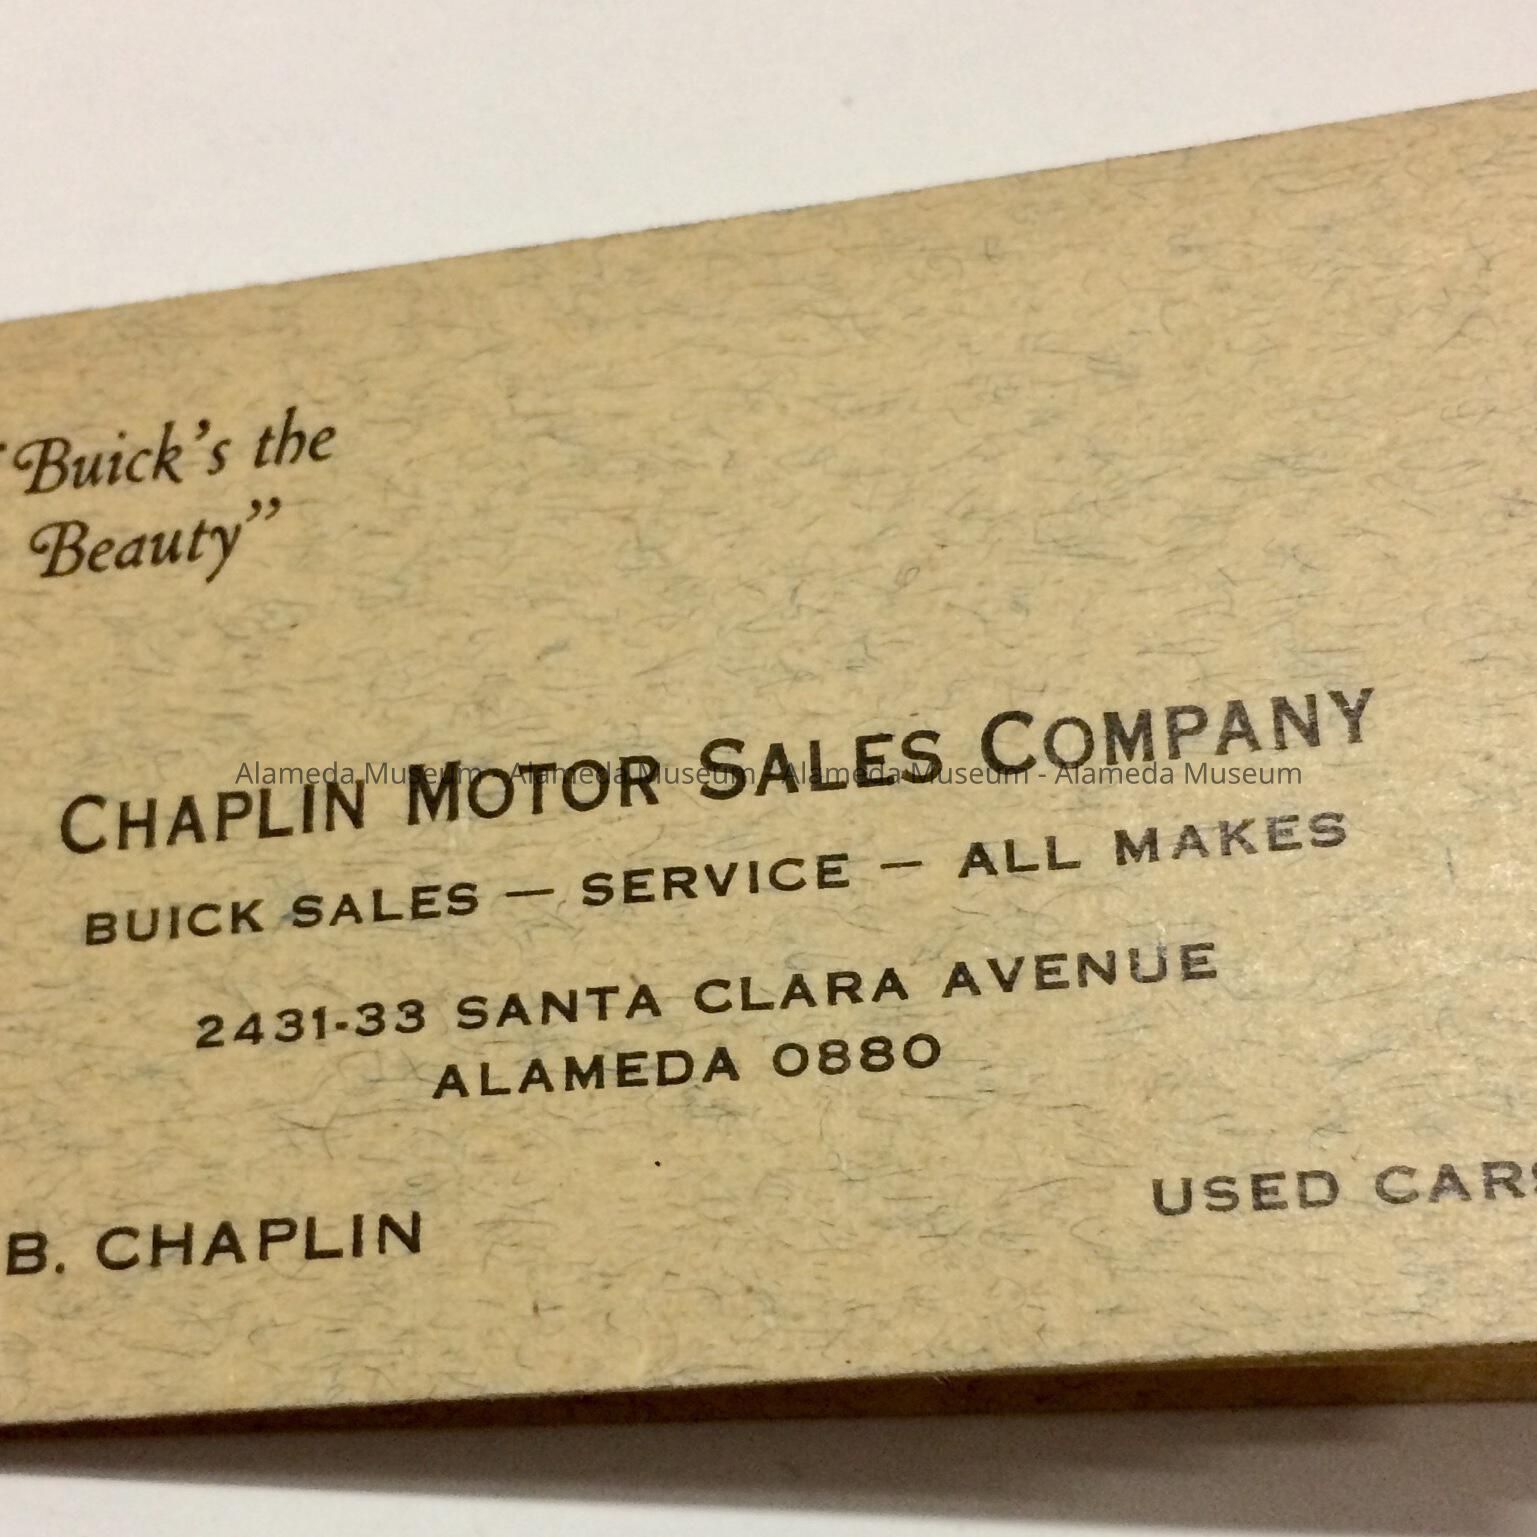 "Buick's the
Beauty"
CHAPLIN MOTOR SALES COMPANY
Alameda Museum - Alameda Museum - Alameda Museum - Alameda Museum
BUICK SALES — SERVICE — ALL MAKES
2431-33 SANTA CLARA AVENUE
ALAMEDA 0880
B. CHAPLIN
USED CARS